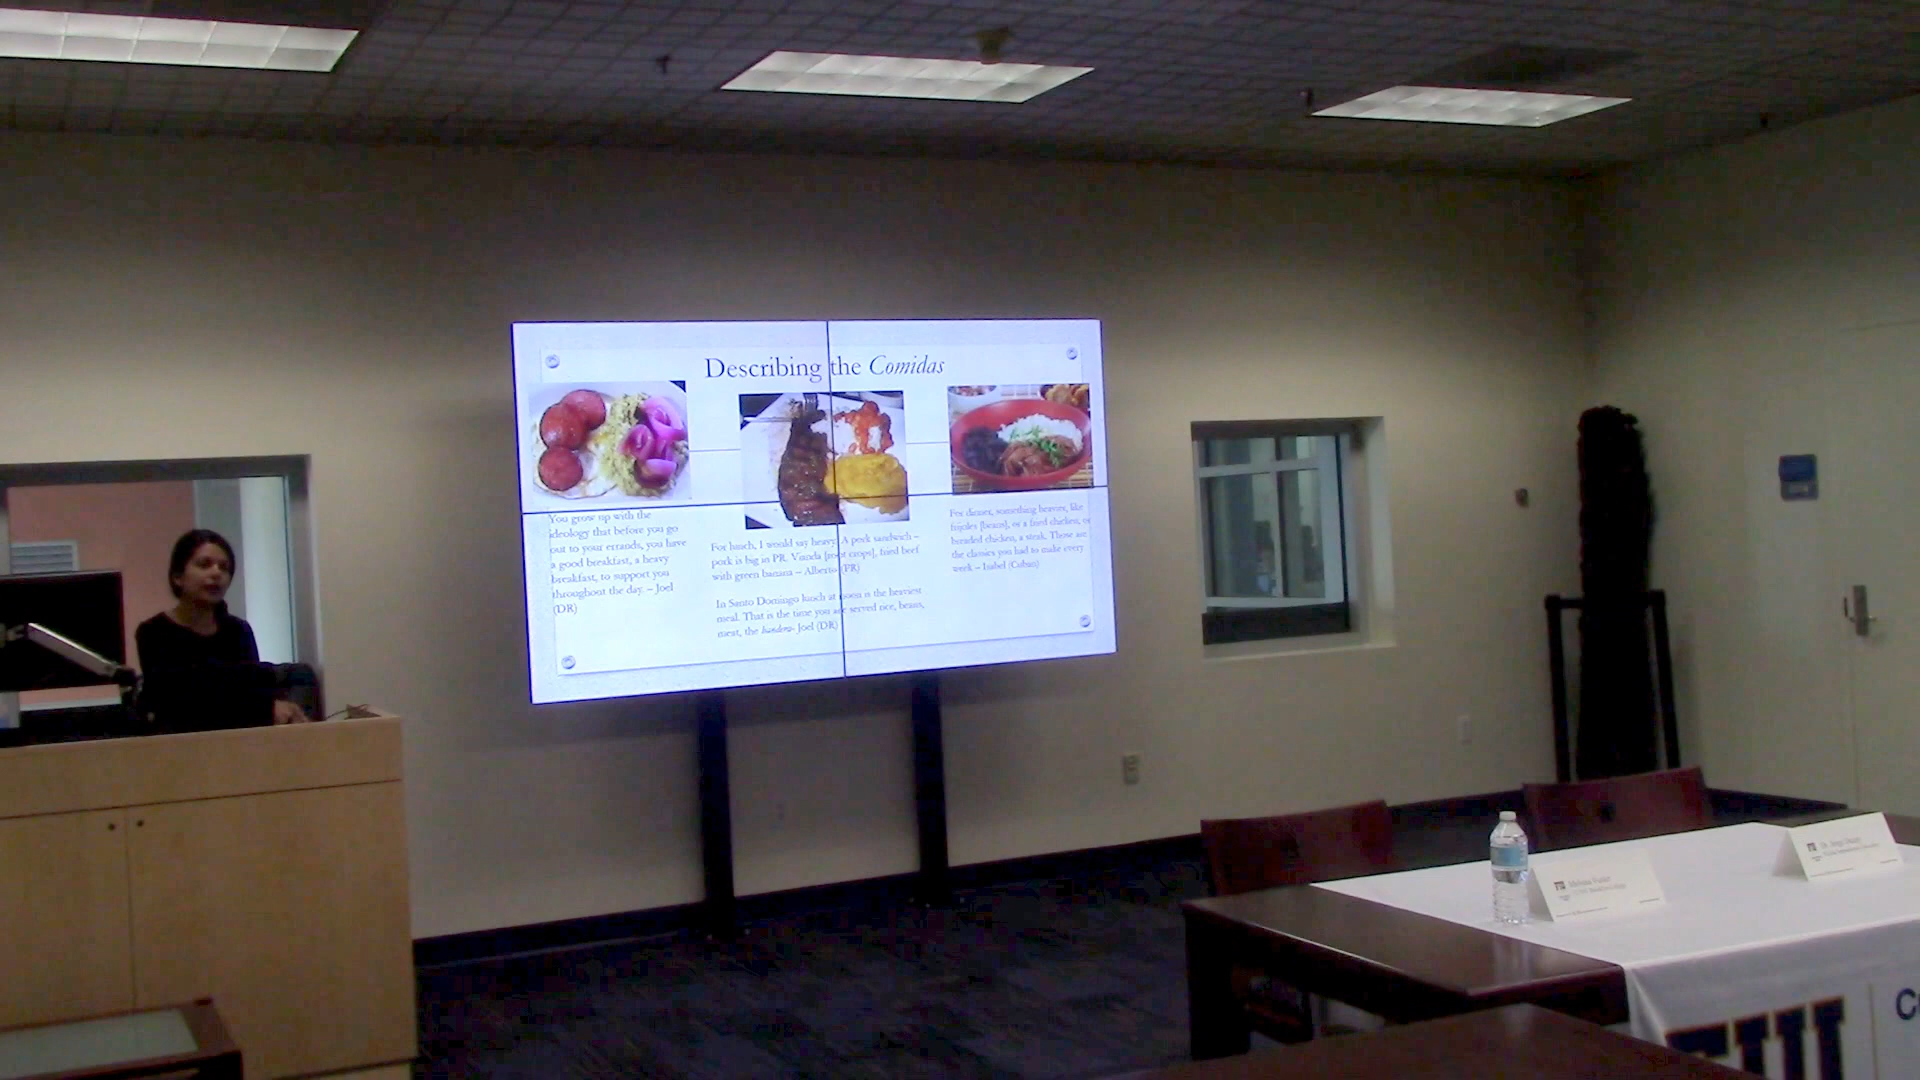 Describing the Comidas
You grow up with the
ideology that before you go
out to your errands, you have
a good breakfast, a heavy
breakfast, to support you
throughout the day. – Joel
(DR)
For lunch, I would say heavy. A pork sandwich –
pork is big in PR. Vianda [root crops], fried beef
with green banana – Alberto (PR)
In Santo Domingo lunch at noon is the heaviest
meal. That is the time you are served rice, beans,
meat, the bandera- Joel (DR)
For dinner, something heavier, like
frijoles [beans], or a fried chicken, or
breaded chicken, a steak. Those are
the classics you had to make every
week – Isabel (Cuban)
FIU